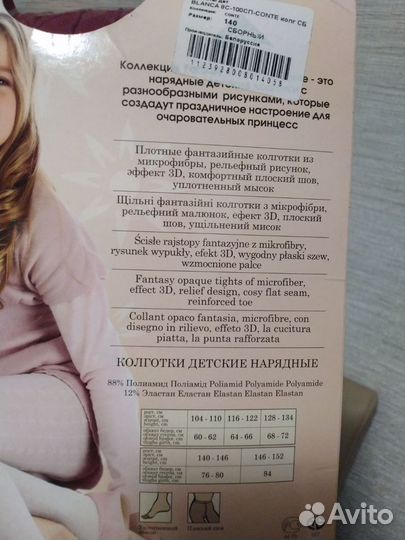 BLANCA 8С-100СП-CONTE колг СБ
CONTE
Размер: 140
СБОРНЫЙ
Белоруссия
нарядные
разнообразными рисунками, которые
создадут праздничное настроение для
очаровательных принцесс
Плотные фантазийные колготки из
микрофибры, рельефный рисунок,
эффект 3D, комфортный плоский шов,
уплотненный мысок
Щільні фантазійні колготки з мікрофібри,
рельефний малюнок, ефект 3D, плоский
шов, ущільнений мисок
Ścisłe rajstopy fantazyjne z mikrofibry,
rysunek wypukły, efekt 3D, wygodny płaski szew,
wzmocnione palce
Fantasy opaque tights of microfiber,
effect 3D, relief design, cosy flat seam,
reinforced toe
Collant opaco fantasia, microfibre, con
disegno in rilievo, effeto 3D, la cucitura
piatta, la punta rafforzata
КОЛГОТКИ ДЕТСКИЕ НАРЯДНЫЕ
88% Полиамид Поліамід Poliamid Polyamide Polyamide
12% Эластан Еластан Elastan Elastan Elastan
104 - 110 116 - 122 128 - 134
60 - 62 64 - 66 68 - 72
140 - 146 146 - 152
76 - 80 84
Плоский шов
Avito